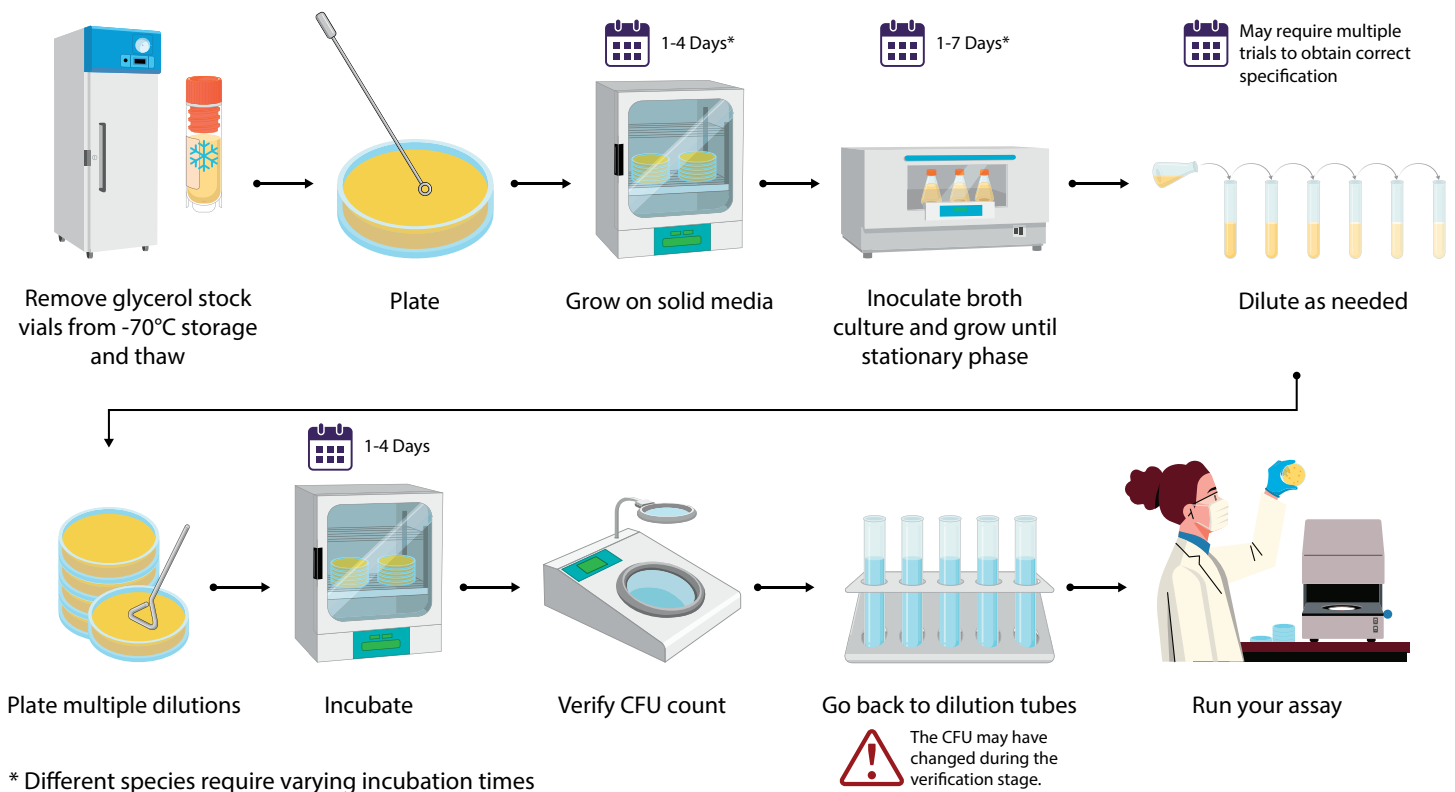 1-4 Days*
1-7 Days*
May require multiple
trials to obtain correct
specification
Remove glycerol stock
vials from -70°C storage
and thaw
Plate
Grow on solid media
Inoculate broth
culture and grow until
stationary phase
Dilute as needed
1-4 Days
Plate multiple dilutions
Incubate
Verify CFU count
Go back to dilution tubes
The CFU may have
changed during the
verification stage.
Run your assay
* Different species require varying incubation times